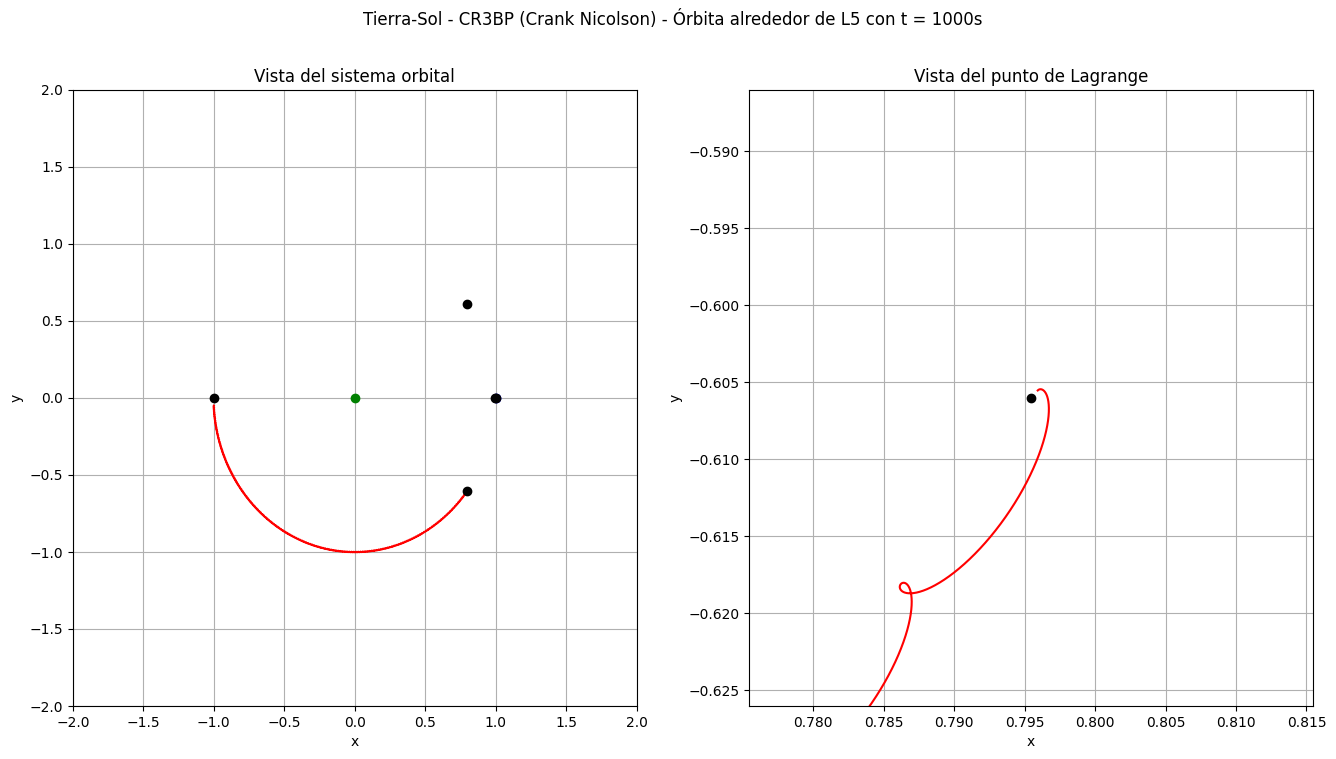 Tierra-Sol - CR3BP (Crank Nicolson) - Órbita alrededor de L5 con t = 1000s
Vista del sistema orbital
2.0
1.5
1.0
0.5
0.0
−0.5
−1.0
−1.5
−2.0
y
−2.0 −1.5 −1.0 −0.5 0.0 0.5 1.0 1.5 2.0
x
Vista del punto de Lagrange
−0.590
−0.595
−0.600
−0.605
−0.610
−0.615
−0.620
−0.625
y
0.780 0.785 0.790 0.795 0.800 0.805 0.810 0.815
x